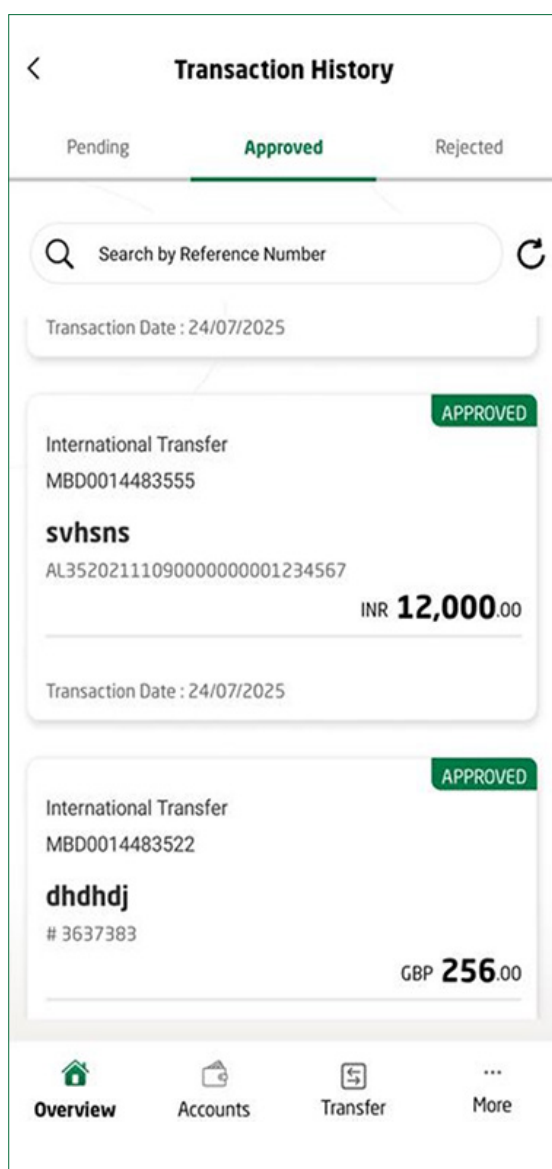 Transaction History
Pending Approved Rejected
Search by Reference Number
Transaction Date : 24/07/2025
APPROVED
International Transfer
MBD0014483555
svhsns
AL35202111090000000001234567
INR 12,000.00
Transaction Date : 24/07/2025
APPROVED
International Transfer
MBD0014483522
dhdhdj
# 3637383
GBP 256.00
Overview Accounts Transfer More